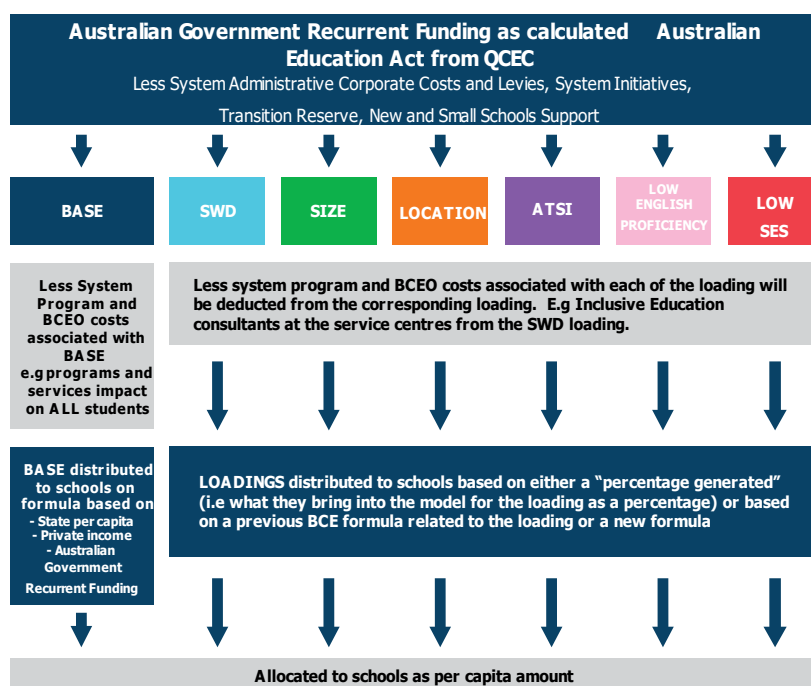 Australian Government Recurrent Funding as calculated Australian
Education Act from QCEC
Less System Administrative Corporate Costs and Levies, System Initiatives,
Transition Reserve, New and Small Schools Support
BASE
SWD
SIZE
LOCATION
ATSI
LOW
ENGLISH
PROFICIENCY
LOW
SES
Less System
Program and
BCEO costs
associated with
BASE
e.g programs and
services impact
on ALL students
Less system program and BCEO costs associated with each of the loading will
be deducted from the corresponding loading. E.g Inclusive Education
consultants at the service centres from the SWD loading.
BASE distributed
to schools on
formula based on
- State per capita
- Private income
- Australian
Government
Recurrent Funding
LOADINGS distributed to schools based on either a “percentage generated”
(i.e what they bring into the model for the loading as a percentage) or based
on a previous BCE formula related to the loading or a new formula
Allocated to schools as per capita amount